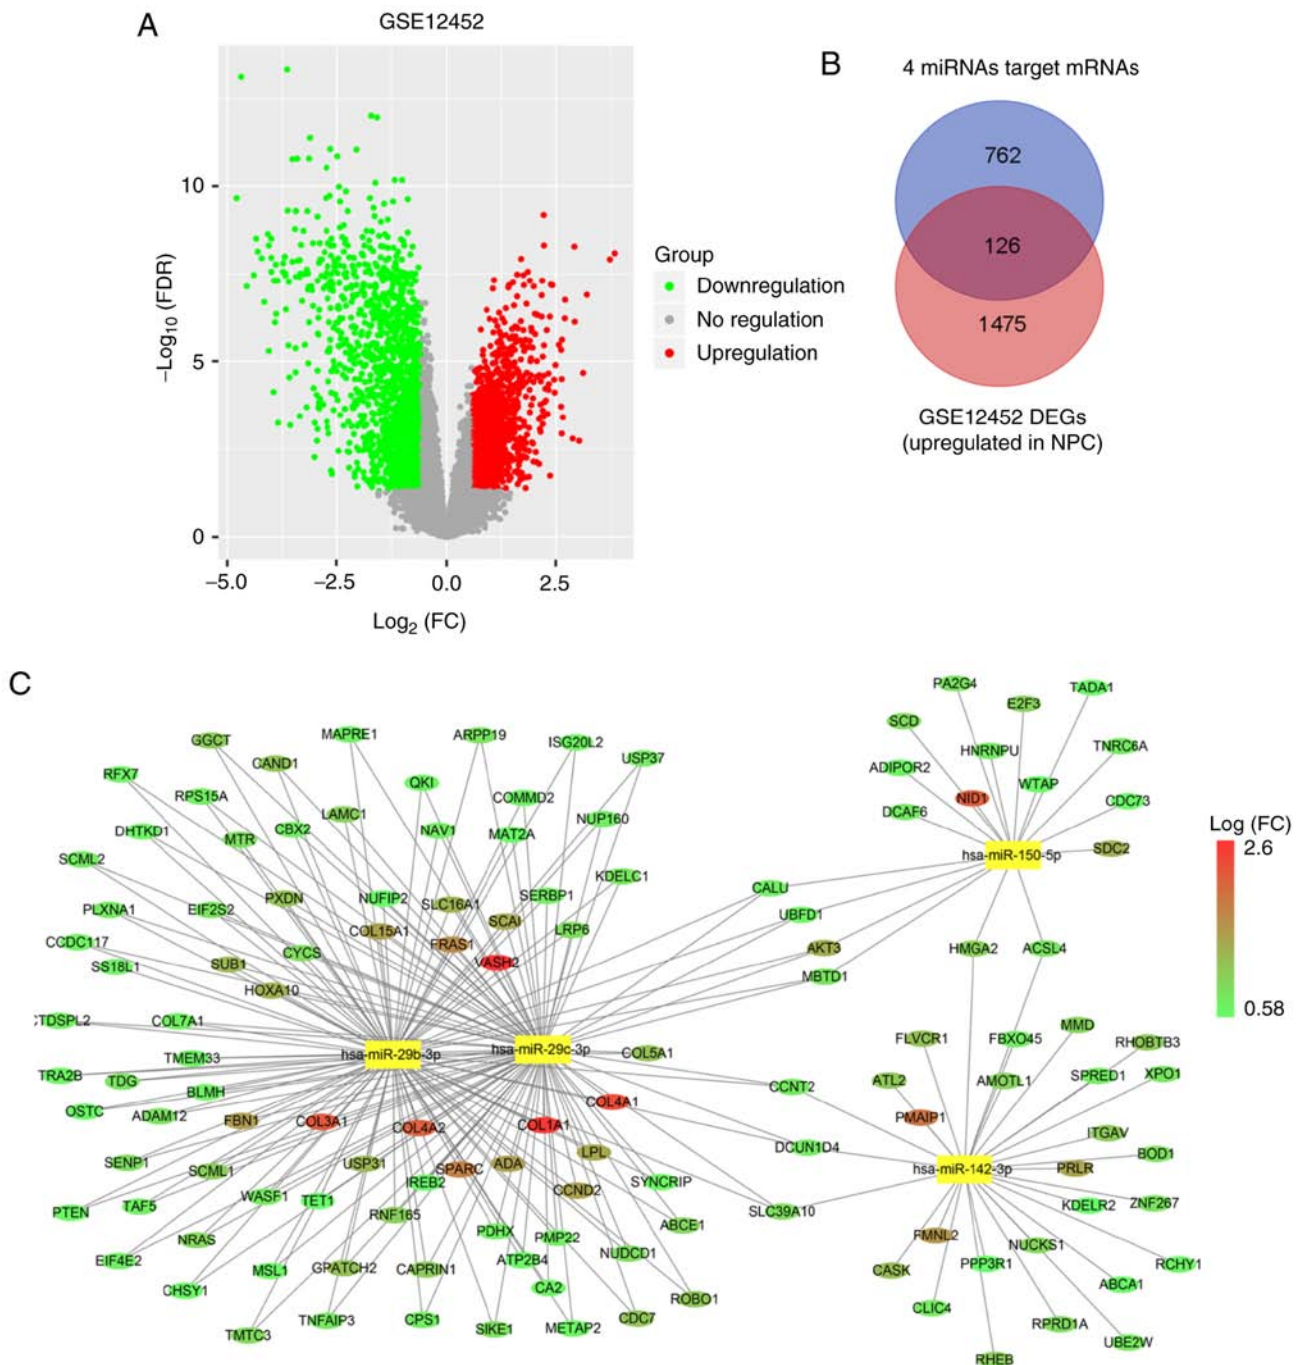 A
GSE12452
10
5
0
−5.0
−2.5
0.0
2.5
−Log10 (FDR)
Log2 (FC)
Group
Downregulation
No regulation
Upregulation
B
4 miRNAs target mRNAs
762
126
1475
GSE12452 DEGs
(upregulated in NPC)
C
PA2G4
TADA1
E2F3
SCD
HNRNPU
TNRC6A
ADIPOR2
WTAP
NID1
CDC73
DCAF6
hsa-miR-150-5p
SDC2
GGCT
MAPRE1
ARPP19
ISG20L2
USP37
CAND1
RFX7
QKI
RPS15A
COMMD2
LAMC1
NUP160
DHTKD1
MTR
CBX2
NAV1
MAT2A
SCML2
KDELC1
PXDN
NUFIP2
SLC16A1
SERBP1
CALU
PLXNA1
EIF2S2
SCAI
UBFD1
COL15A1
LRP6
CCDC117
CYCS
FRAS1
AKT3
HMGA2
ACSL4
SS18L1
SUB1
VASH2
MBTD1
HOXA10
CTDSPL2
COL7A1
TMEM33
hsa-miR-29b-3p
hsa-miR-29c-3p
COL5A1
TRA2B
TDG
BLMH
CCNT2
OSTC
ADAM12
FBN1
COL3A1
COL4A2
COL1A1
COL4A1
DCUN1D4
SENP1
SCML1
USP31
SPARC
ADA
LPL
IREB2
CCND2
SYNCRIP
SLC39A10
PTEN
TAF5
WASF1
TET1
RNF165
ABCE1
NRAS
PDHX
PMP22
NUDCD1
EIF4E2
MSL1
GPATCH2
CAPRIN1
ATP2B4
CHSY1
CA2
ROBO1
TMTC3
TNFAIP3
CPS1
SIKE1
METAP2
CDC7
FLVCR1
FBXO45
MMD
RHOBTB3
ATL2
AMOTL1
SPRED1
XPO1
PMAIP1
ITGAV
BOD1
hsa-miR-142-3p
PRLR
KDELR2
ZNF267
FMNL2
NUCKS1
CASK
PPP3R1
RCHY1
ABCA1
CLIC4
RPRD1A
UBE2W
RHEB
Log (FC)
2.6
0.58